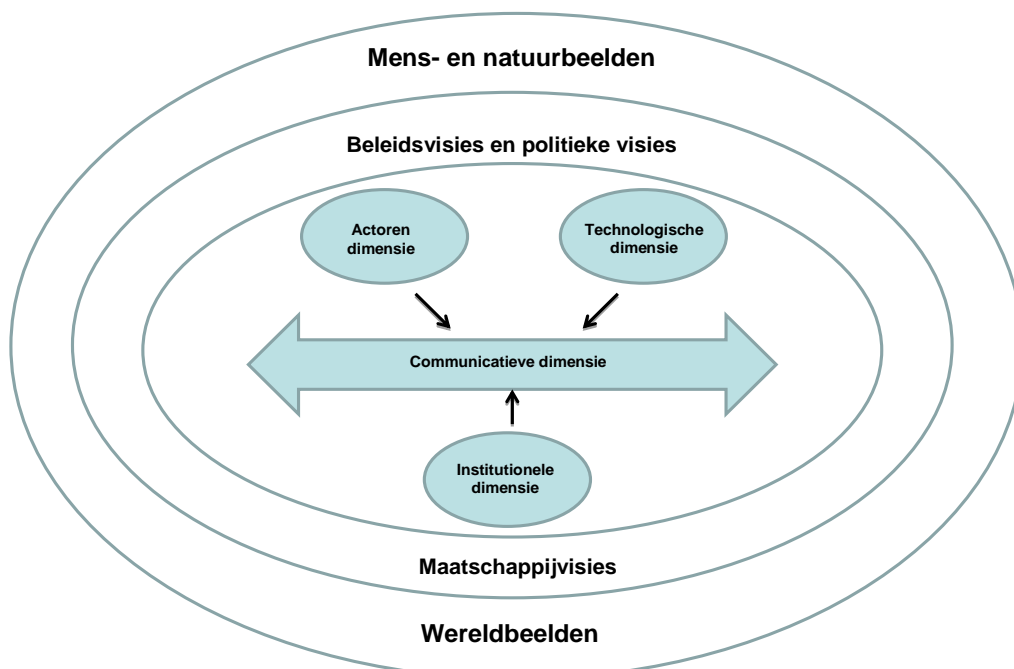 Mens- en natuurbeelden
Beleidsvisies en politieke visies
Actoren
dimensie
Technologische
dimensie
Communicatieve dimensie
Institutionele
dimensie
Maatschappijvisies
Wereldbeelden